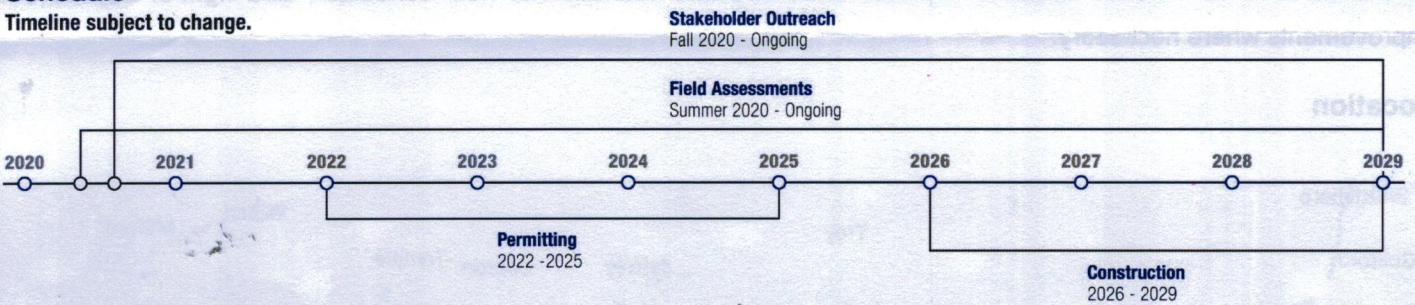 Timeline subject to change.
Stakeholder Outreach
Fall 2020 - Ongoing
Field Assessments
Summer 2020 - Ongoing
2020 2021 2022 2023 2024 2025 2026 2027 2028 2029
Permitting
2022 -2025
Construction
2026 - 2029